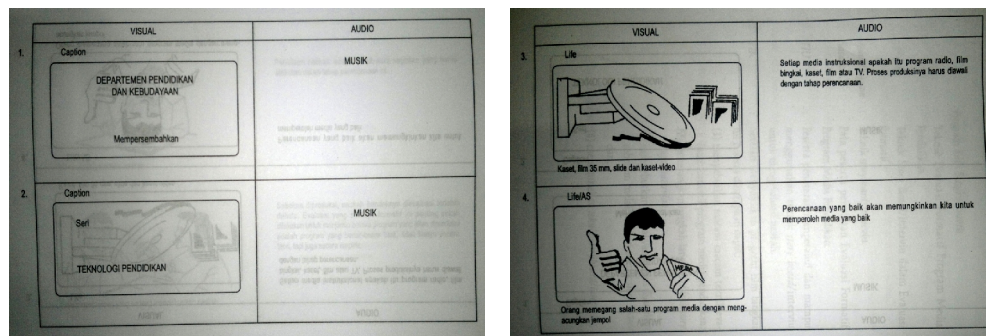 VISUAL
AUDIO
1.
Caption
DEPARTEMEN PENDIDIKAN
DAN KEBUDAYAAN
Mempersembahkan
MUSIK
2.
Caption
Seri
TEKNOLOGI PENDIDIKAN
MUSIK
VISUAL
AUDIO
3.
Life
Kaset, film 35 mm, slide dan kaset-video
Setiap media instruksional apakah itu program radio, film
bingkai, kaset, film atau TV. Proses produksinya harus diawali
dengan tahap perencanaan.
4.
Life/AS
MEDIA
Orang memegang salah-satu program media dengan meng-
acungkan jempol
Perencanaan yang baik akan memungkinkan kita untuk
memperoleh media yang baik